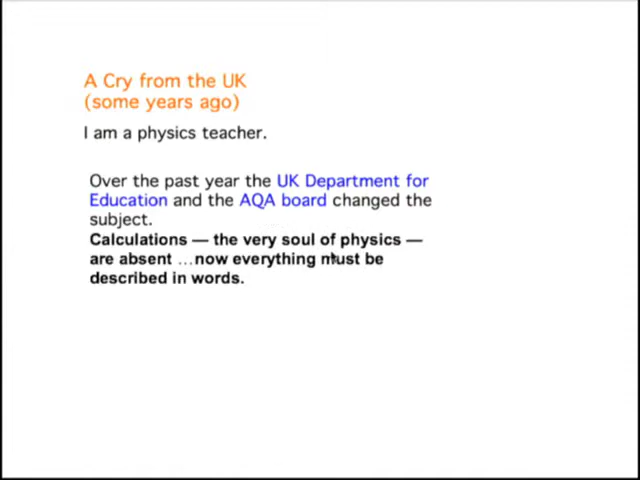 A Cry from the UK
(some years ago)
I am a physics teacher.
Over the past year the UK Department for
Education and the AQA board changed the
subject.
Calculations — the very soul of physics —
are absent ...now everything must be
described in words.